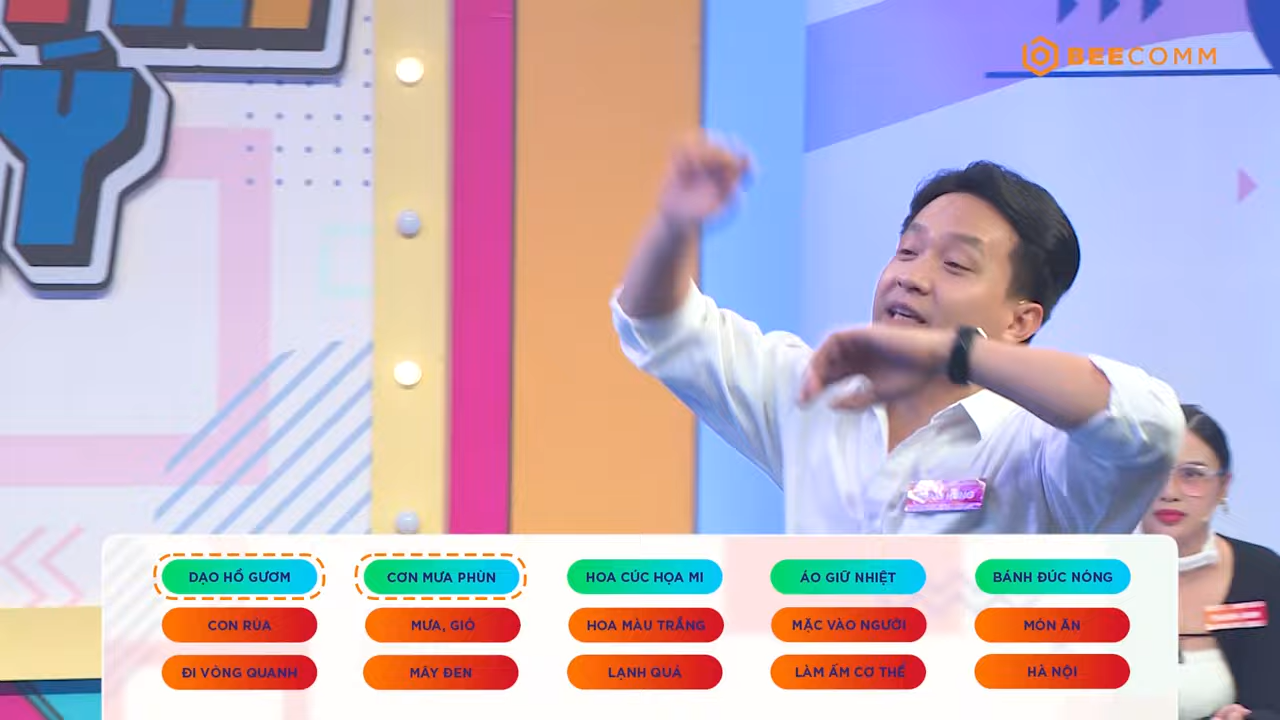 BEECOMM
DẠO HỒ GƯƠM
CƠN MƯA PHÙN
HOA CÚC HỌA MI
ÁO GIỮ NHIỆT
BÁNH ĐÚC NÓNG
CON RÙA
MƯA, GIÓ
HOA MÀU TRẮNG
MẶC VÀO NGƯỜI
MÓN ĂN
ĐI VÒNG QUANH
MÂY ĐEN
LẠNH QUÁ
LÀM ẤM CƠ THỂ
HÀ NỘI